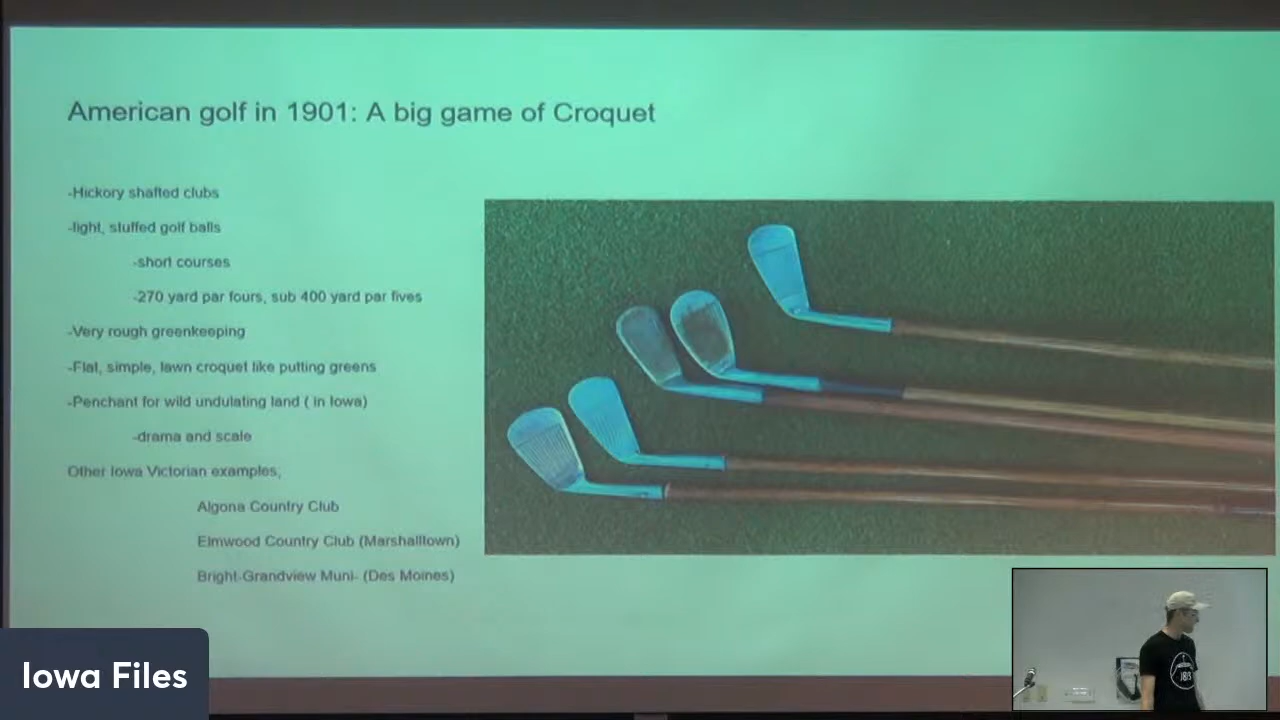 American golf in 1901: A big game of Croquet
-Hickory shafted clubs
-light, stuffed golf balls
-short courses
-270 yard par fours, sub 400 yard par fives
-Very rough greenkeeping
-Flat, simple, lawn croquet like putting greens
-Penchant for wild undulating land ( in Iowa)
-drama and scale
Other Iowa Victorian examples,
Algona Country Club
Elmwood Country Club (Marshalltown)
Bright-Grandview Muni- (Des Moines)
Iowa Files